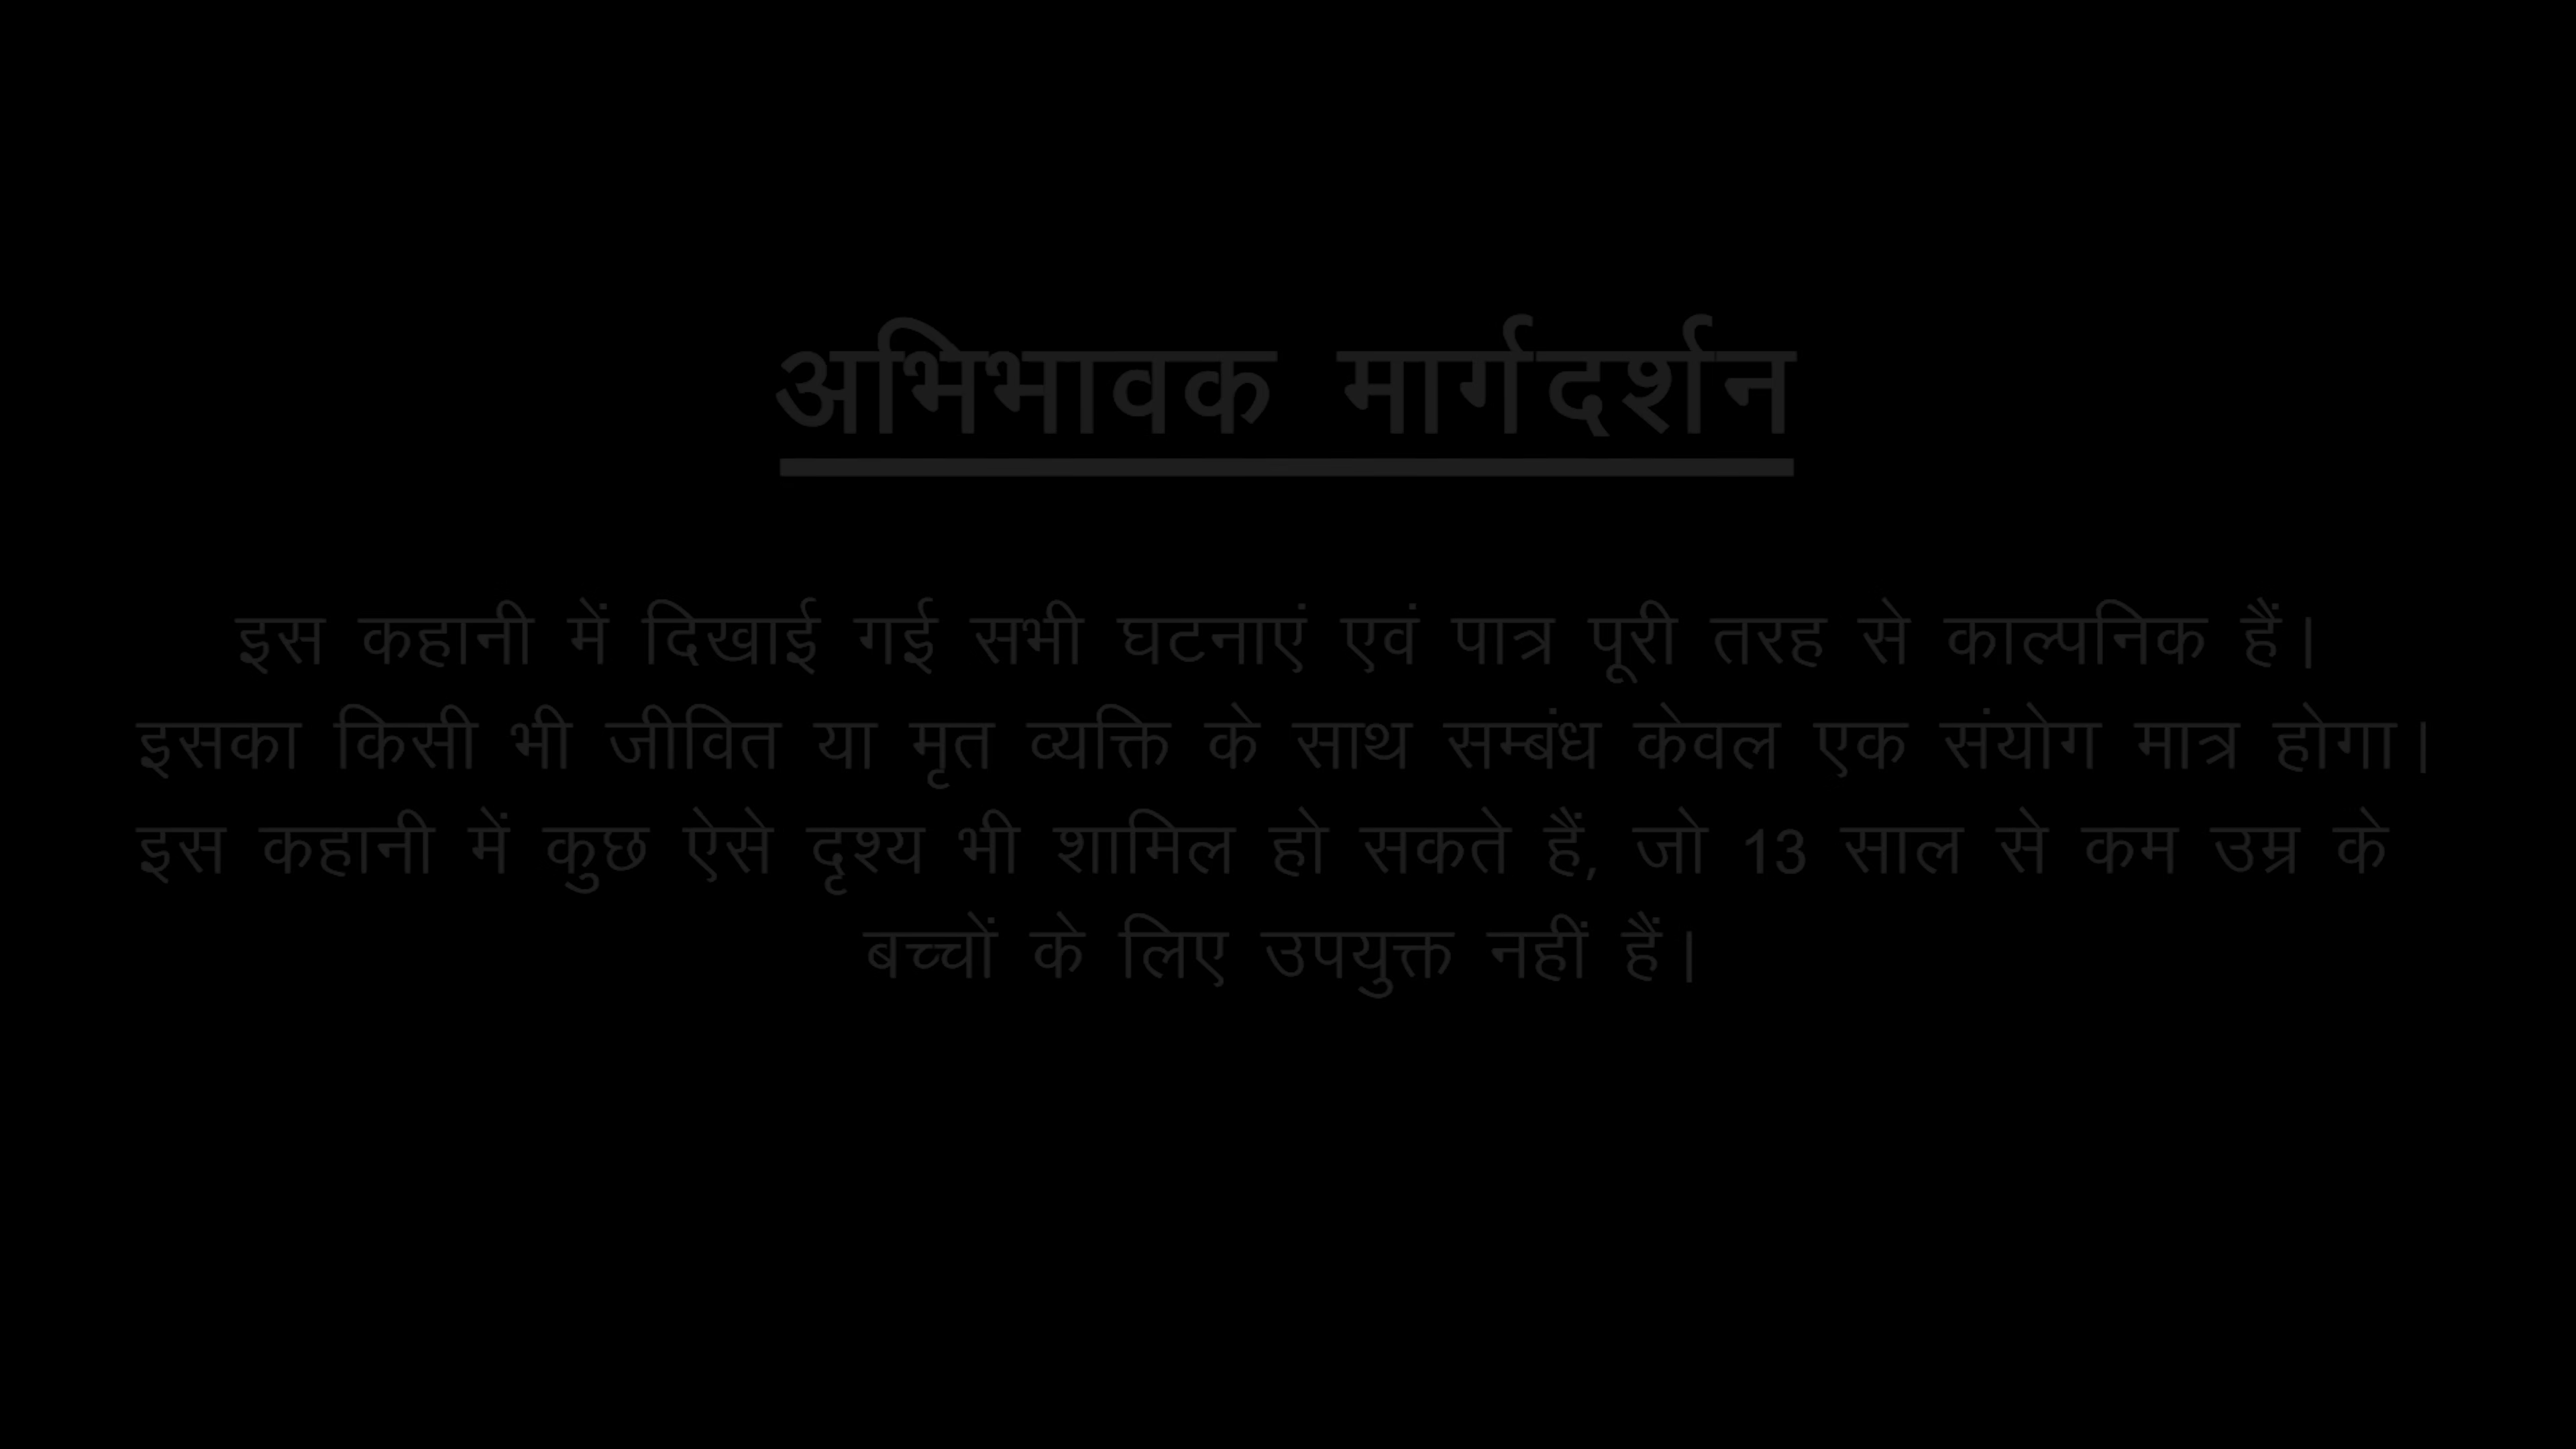 अभिभावक मार्गदर्शन
इस कहानी में दिखाई गई सभी घटनाएं एवं पात्र पूरी तरह से काल्पनिक हैं।
इसका किसी भी जीवित या मृत व्यक्ति के साथ सम्बंध केवल एक संयोग मात्र होगा।
इस कहानी में कुछ ऐसे दृश्य भी शामिल हो सकते हैं, जो 13 साल से कम उम्र के
बच्चों के लिए उपयुक्त नहीं हैं।